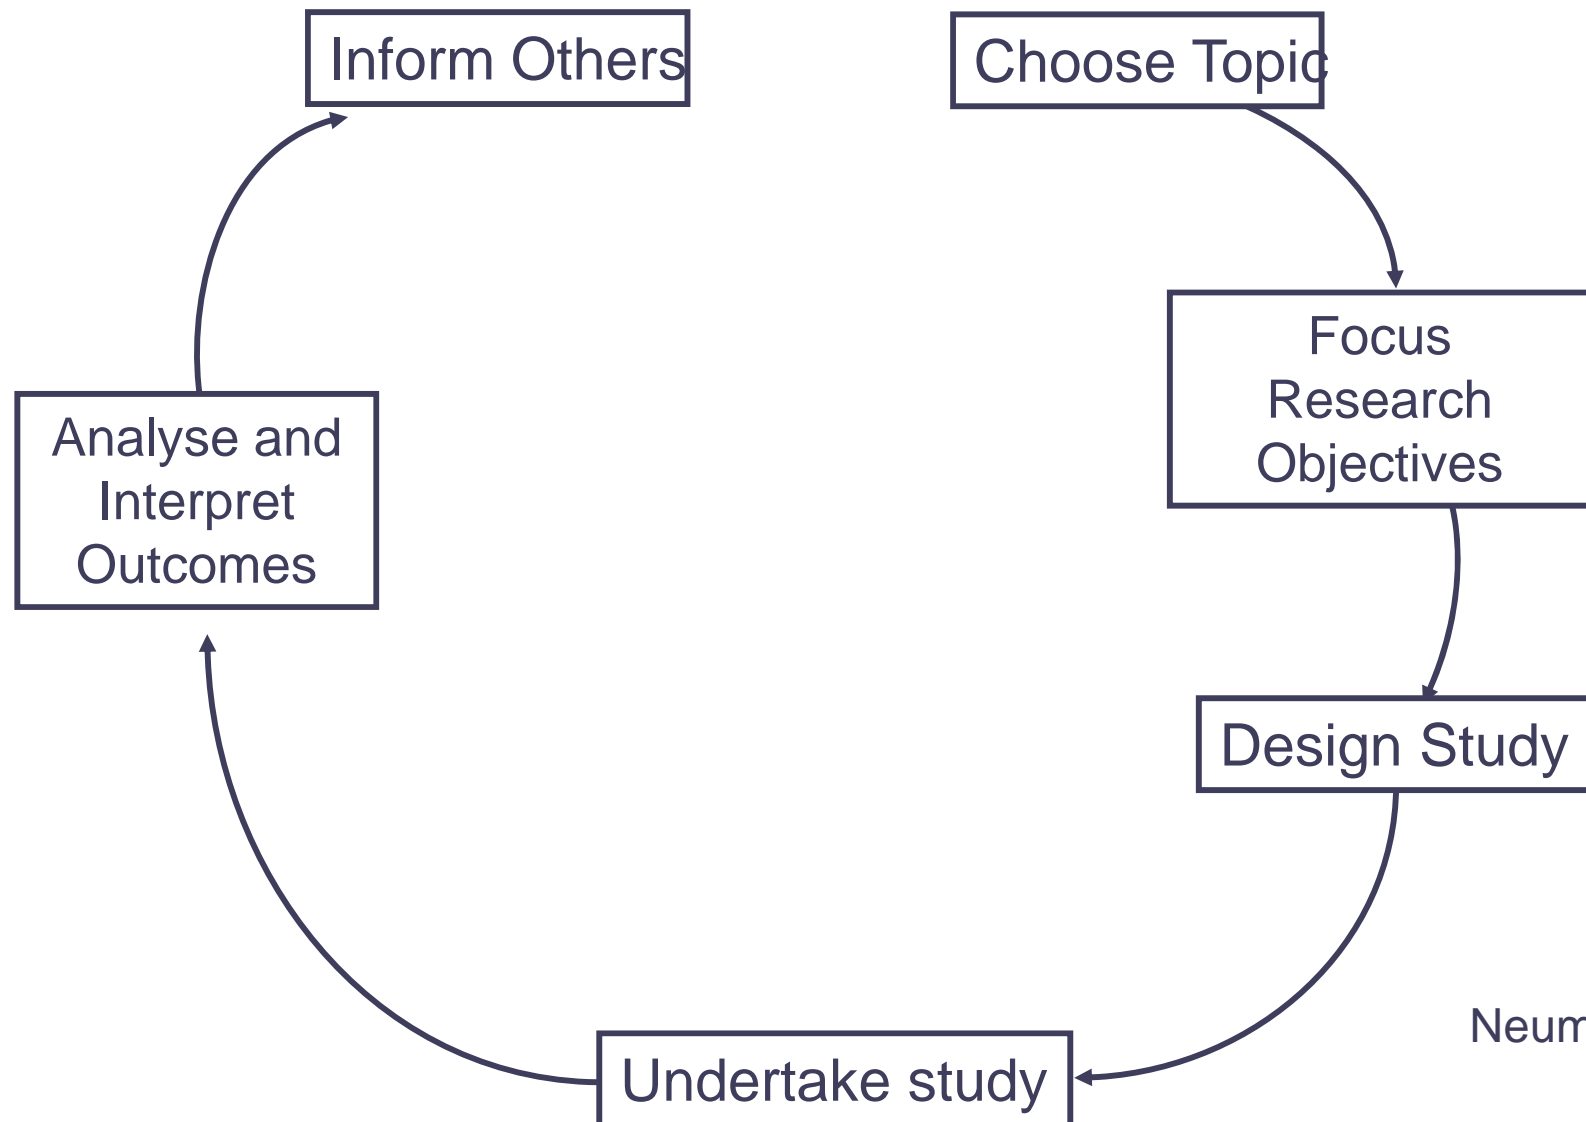 Inform Others
Choose Topic
Focus
Research
Objectives
Analyse and
Interpret
Outcomes
Design Study
Undertake study